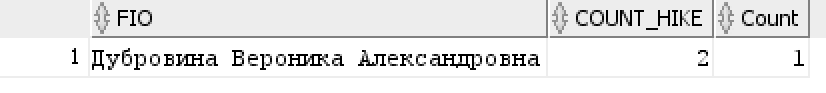 FIO COUNT_HIKE Count
1 Дубровина Вероника Александровна 2 1